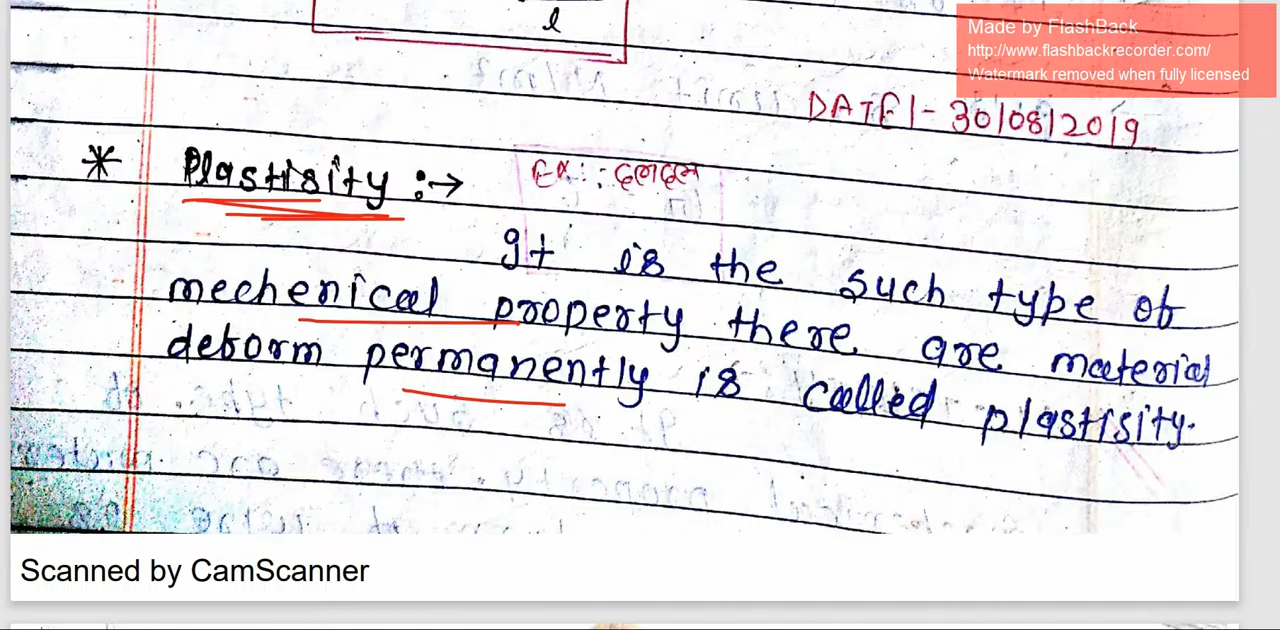 l
Made by FlashBack
http://www.flashbackrecorder.com/
Watermark removed when fully licensed
DATE|- 30/08/2019
* Plastisity :→ Ex::
It is the such type of
mechenical property there are material
deform permanently is called plastisity.
Scanned by CamScanner